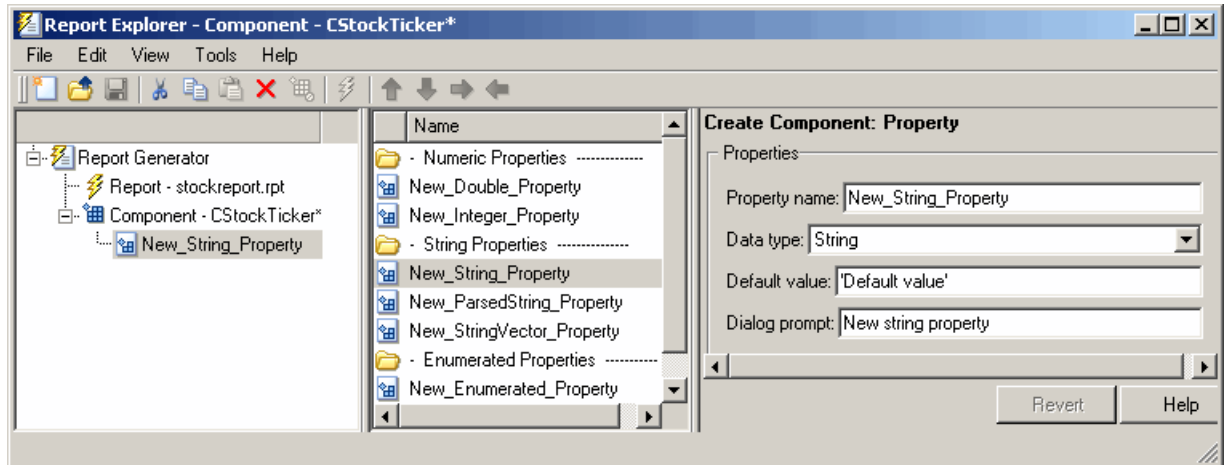 Report Explorer - Component - CStockTicker*
File Edit View Tools Help
Report Generator
Report - stockreport.rpt
Component - CStockTicker*
New_String_Property
Name
- Numeric Properties -------------
New_Double_Property
New_Integer_Property
- String Properties --------------
New_String_Property
New_ParsedString_Property
New_StringVector_Property
- Enumerated Properties ----------
New_Enumerated_Property
Create Component: Property
Properties
Property name: New_String_Property
Data type: String
Default value: 'Default value'
Dialog prompt: New string property
Revert Help